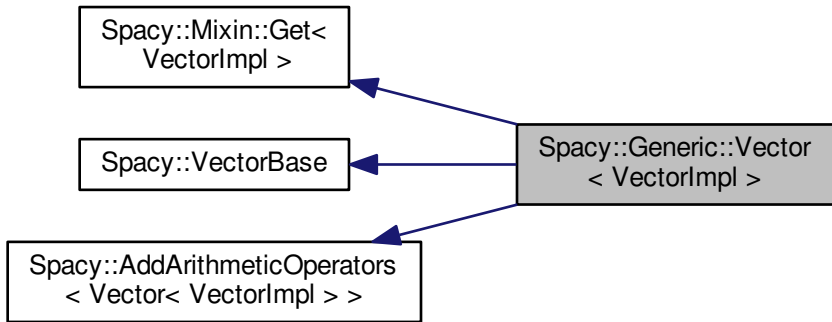 Spacy::Mixin::Get<
VectorImpl >
Spacy::VectorBase
Spacy::AddArithmeticOperators
< Vector< VectorImpl > >
Spacy::Generic::Vector
< VectorImpl >